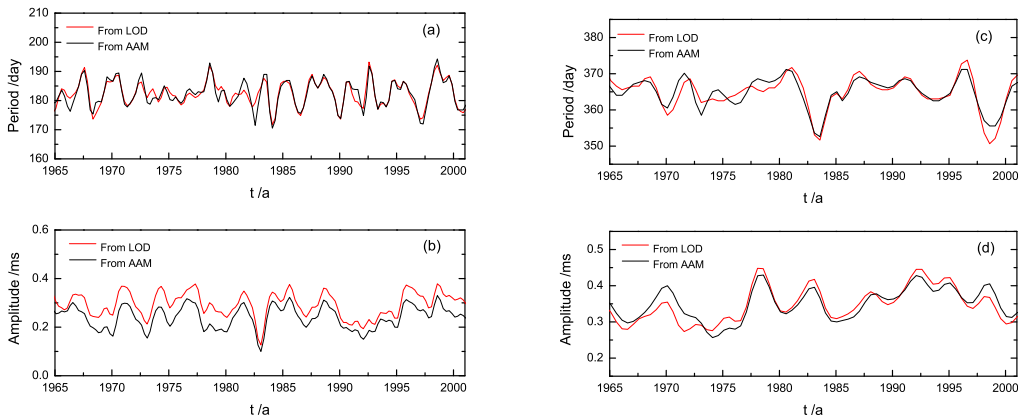 (a)
From LOD
From AAM
Period /day
210
200
190
180
170
160
1965 1970 1975 1980 1985 1990 1995 2000
t /a
(c)
From LOD
From AAM
Period /day
380
370
360
350
1965 1970 1975 1980 1985 1990 1995 2000
t /a
(b)
From LOD
From AAM
Amplitude /ms
0.6
0.4
0.2
0.0
1965 1970 1975 1980 1985 1990 1995 2000
t /a
(d)
From LOD
From AAM
Amplitude /ms
0.5
0.4
0.3
0.2
1965 1970 1975 1980 1985 1990 1995 2000
t /a